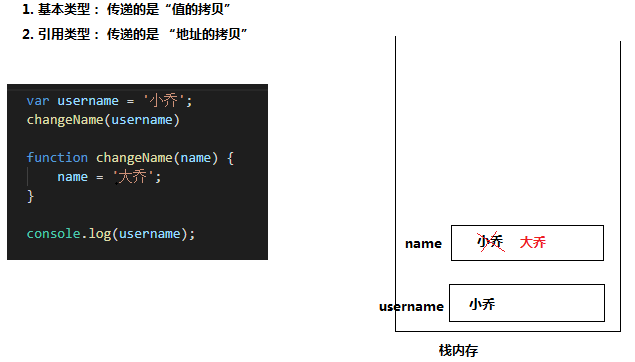 1. 基本类型： 传递的是“值的拷贝”
2. 引用类型： 传递的是 “地址的拷贝”
var username = '小乔';
changeName(username)
function changeName(name) {
name = '大乔';
}
console.log(username);
name 小乔 大乔
username 小乔
栈内存